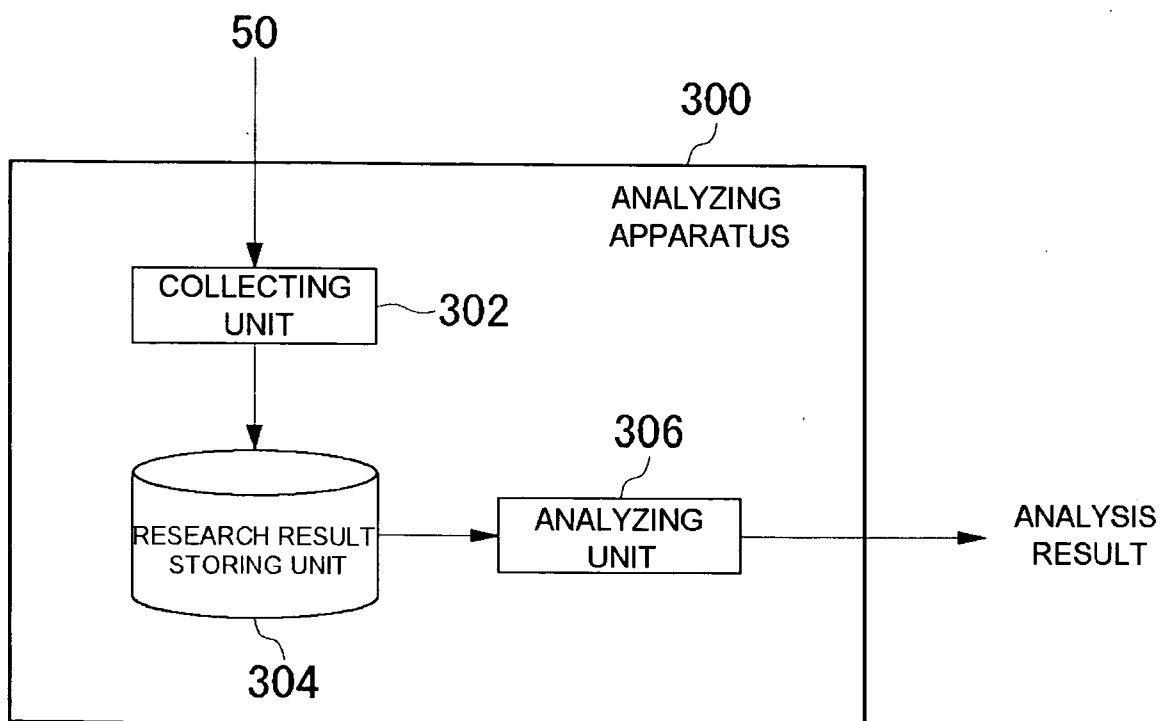 50
300
ANALYZING
APPARATUS
COLLECTING
UNIT
302
306
RESEARCH RESULT
STORING UNIT
ANALYZING
UNIT
ANALYSIS
RESULT
304